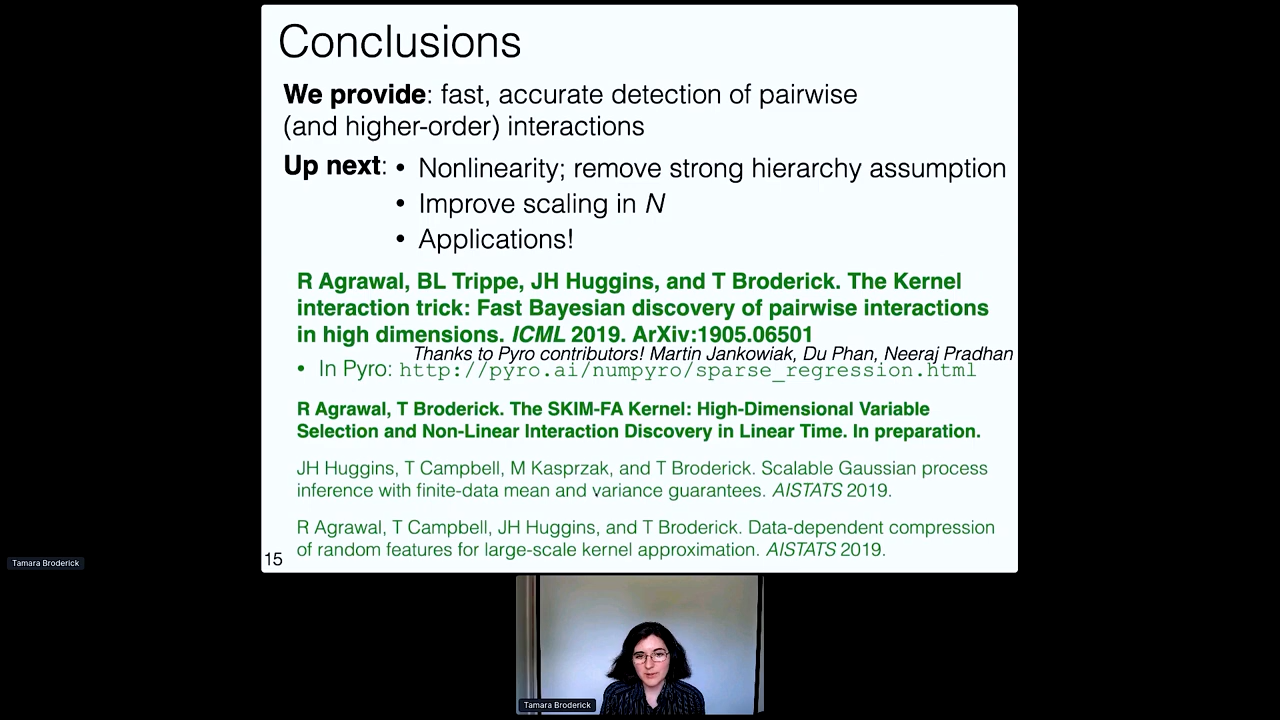 Conclusions
We provide: fast, accurate detection of pairwise
(and higher-order) interactions
Up next: • Nonlinearity; remove strong hierarchy assumption
• Improve scaling in N
• Applications!
R Agrawal, BL Trippe, JH Huggins, and T Broderick. The Kernel
interaction trick: Fast Bayesian discovery of pairwise interactions
in high dimensions. ICML 2019. ArXiv:1905.06501
Thanks to Pyro contributors! Martin Jankowiak, Du Phan, Neeraj Pradhan
• In Pyro: http://pyro.ai/numpyro/sparse_regression.html
R Agrawal, T Broderick. The SKIM-FA Kernel: High-Dimensional Variable
Selection and Non-Linear Interaction Discovery in Linear Time. In preparation.
JH Huggins, T Campbell, M Kasprzak, and T Broderick. Scalable Gaussian process
inference with finite-data mean and variance guarantees. AISTATS 2019.
R Agrawal, T Campbell, JH Huggins, and T Broderick. Data-dependent compression
of random features for large-scale kernel approximation. AISTATS 2019.
15
Tamara Broderick
Tamara Broderick